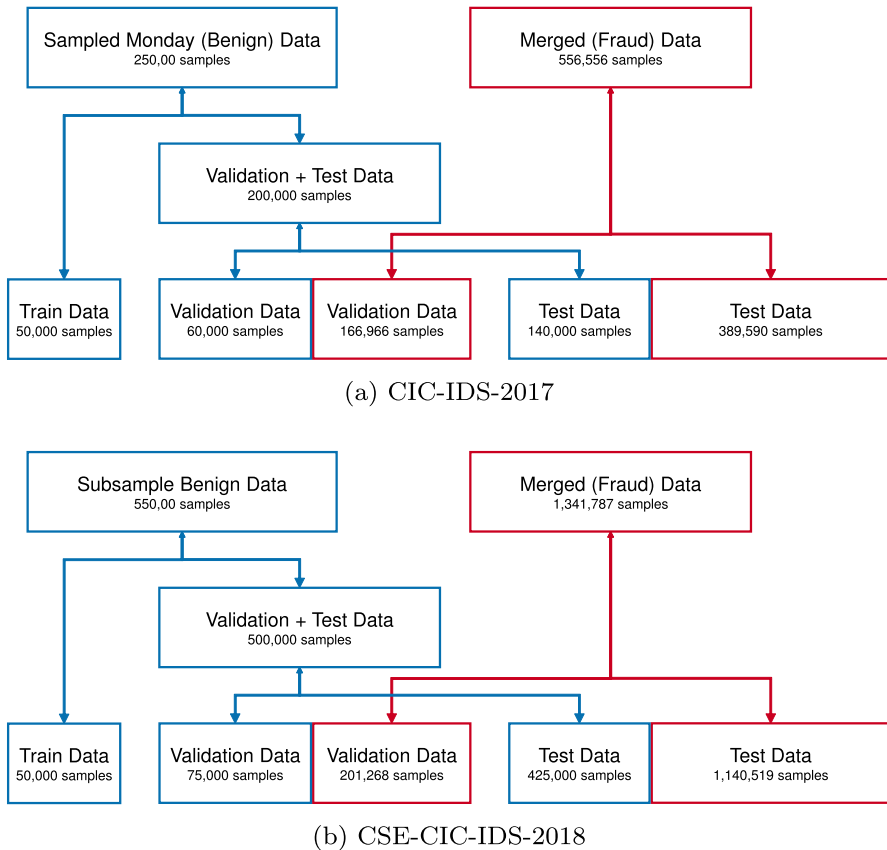 Sampled Monday (Benign) Data
250,00 samples
Merged (Fraud) Data
556,556 samples
Validation + Test Data
200,000 samples
Train Data
50,000 samples
Validation Data
60,000 samples
Validation Data
166,966 samples
Test Data
140,000 samples
Test Data
389,590 samples
(a) CIC-IDS-2017
Subsample Benign Data
550,00 samples
Merged (Fraud) Data
1,341,787 samples
Validation + Test Data
500,000 samples
Train Data
50,000 samples
Validation Data
75,000 samples
Validation Data
201,268 samples
Test Data
425,000 samples
Test Data
1,140,519 samples
(b) CSE-CIC-IDS-2018